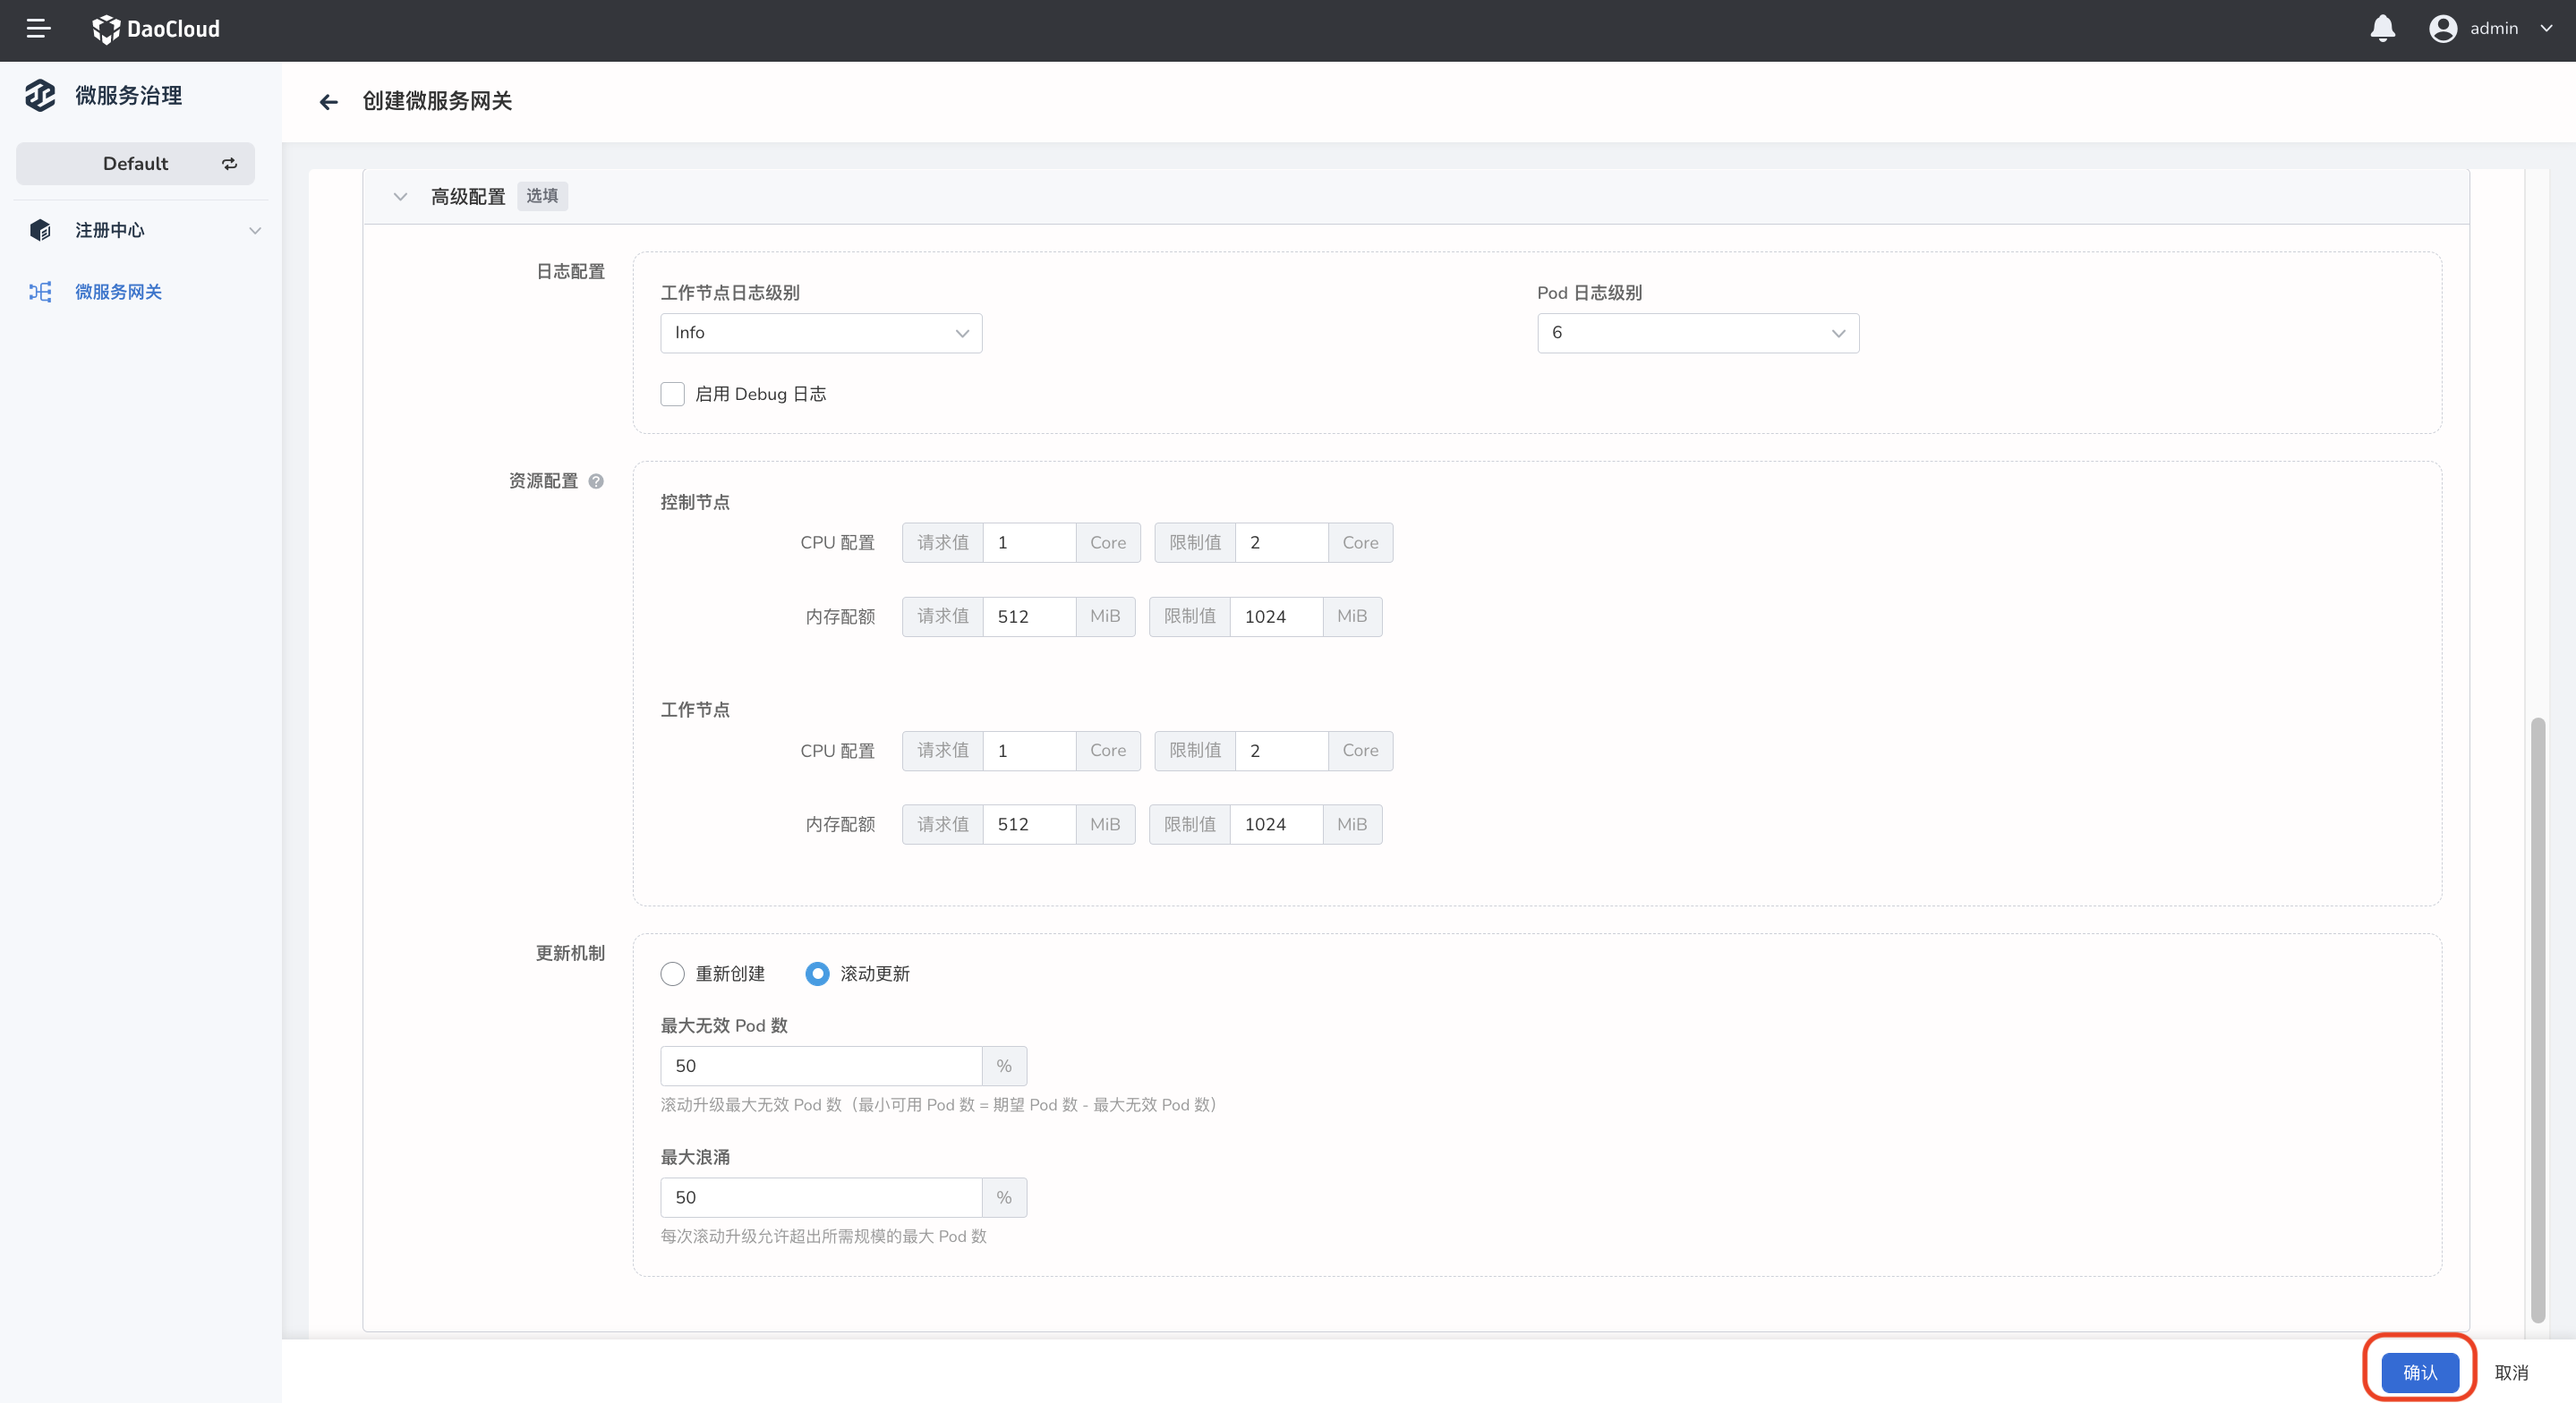 DaoCloud
admin
微服务治理
创建微服务网关
Default
注册中心
微服务网关
高级配置 选填
日志配置
工作节点日志级别 Pod 日志级别
Info 6
启用 Debug 日志
资源配置
控制节点
CPU 配置 请求值 1 Core 限制值 2 Core
内存配额 请求值 512 MiB 限制值 1024 MiB
工作节点
CPU 配置 请求值 1 Core 限制值 2 Core
内存配额 请求值 512 MiB 限制值 1024 MiB
更新机制
重新创建 滚动更新
最大无效 Pod 数
50 %
滚动升级最大无效 Pod 数（最小可用 Pod 数 = 期望 Pod 数 - 最大无效 Pod 数）
最大浪涌
50 %
每次滚动升级允许超出所需规模的最大 Pod 数
确认 取消